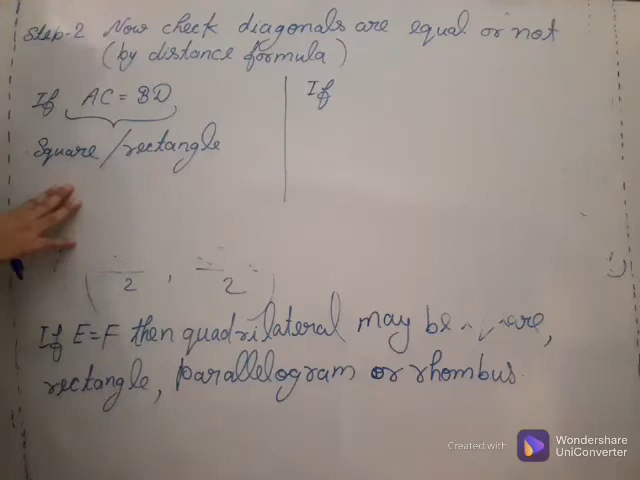 Step-2 Now check diagonals are equal or not
(by distance formula)
If AC = BD
Square/rectangle
If
( — 2 , — 2 )
If E=F then quadrilateral may be
rectangle, parallelogram or rhombus.
Created with Wondershare
UniConverter